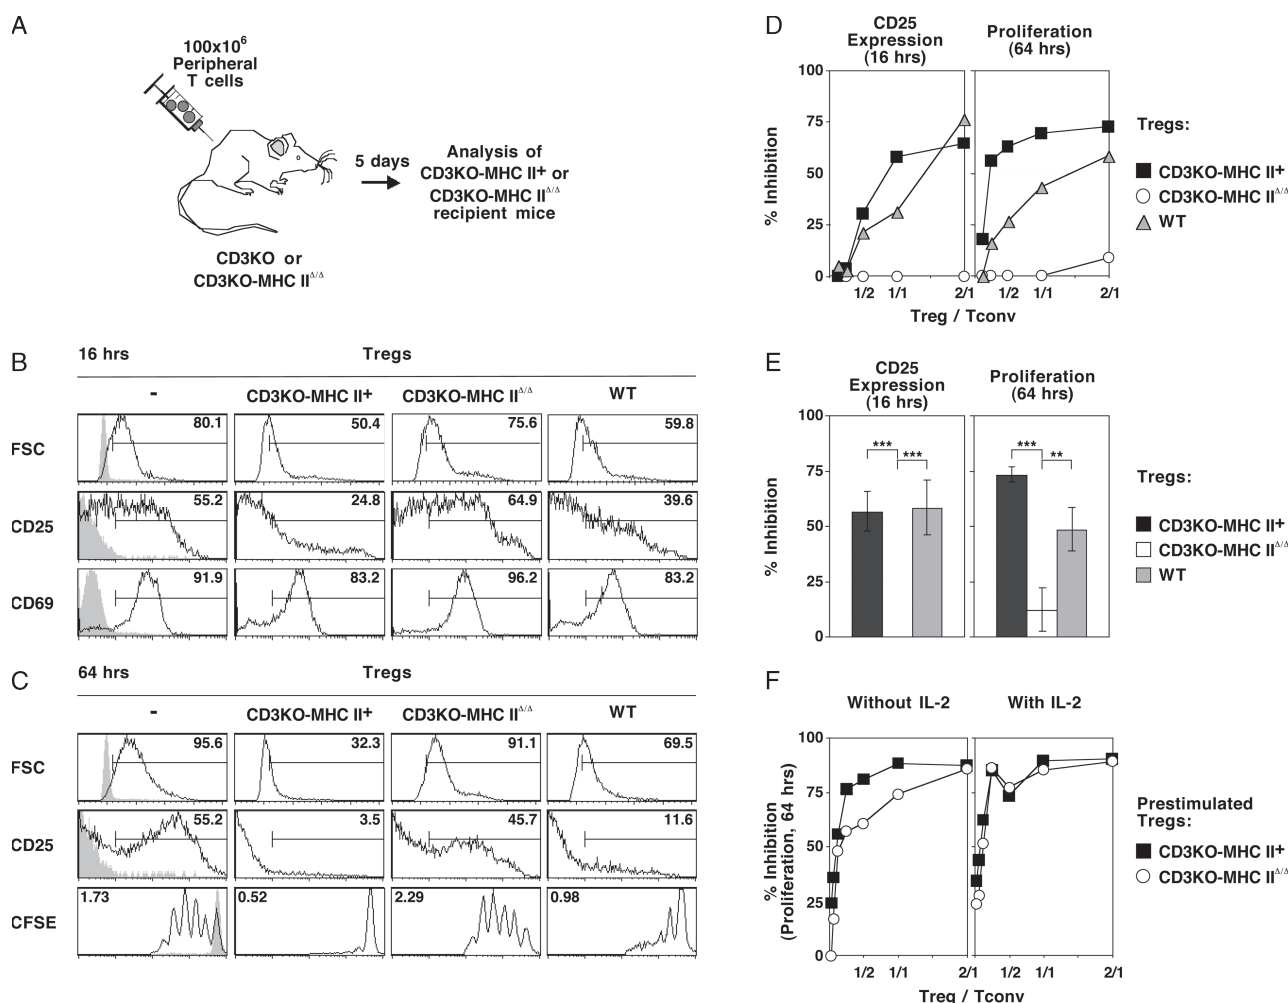 A
100x10⁶
Peripheral
T cells
5 days
Analysis of
CD3KO-MHC II+ or
CD3KO-MHC IIΔ/Δ
recipient mice
CD3KO or
CD3KO-MHC IIΔ/Δ
B
16 hrs
Tregs
-
CD3KO-MHC II+
CD3KO-MHC IIΔ/Δ
WT
FSC
80.1
50.4
75.6
59.8
CD25
55.2
24.8
64.9
39.6
CD69
91.9
83.2
96.2
83.2
C
64 hrs
Tregs
-
CD3KO-MHC II+
CD3KO-MHC IIΔ/Δ
WT
FSC
95.6
32.3
91.1
69.5
CD25
55.2
3.5
45.7
11.6
CFSE
1.73
0.52
2.29
0.98
D
CD25
Expression
(16 hrs)
Proliferation
(64 hrs)
% Inhibition
100
75
50
25
0
1/2
1/1
2/1
1/2
1/1
2/1
Treg / Tconv
Tregs:
CD3KO-MHC II+
CD3KO-MHC IIΔ/Δ
WT
E
CD25
Expression
(16 hrs)
Proliferation
(64 hrs)
% Inhibition
100
75
50
25
0
***
***
***
**
Tregs:
CD3KO-MHC II+
CD3KO-MHC IIΔ/Δ
WT
F
Without IL-2
With IL-2
% Inhibition
(Proliferation, 64 hrs)
100
75
50
25
0
1/2
1/1
2/1
1/2
1/1
2/1
Treg / Tconv
Prestimulated
Tregs:
CD3KO-MHC II+
CD3KO-MHC IIΔ/Δ